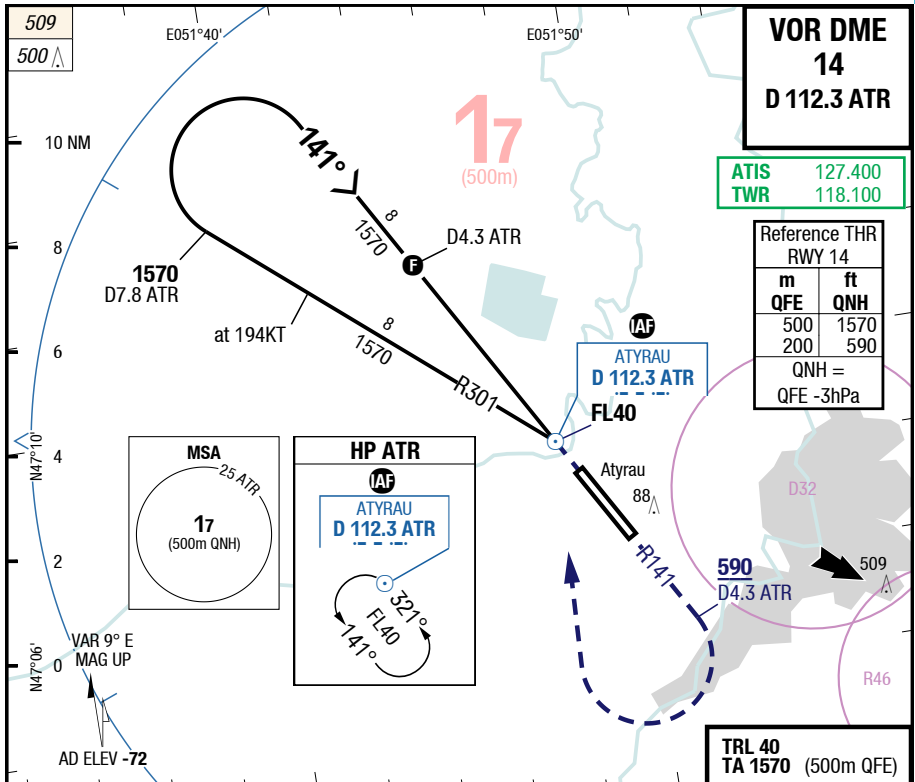 509
500
E051°40'
E051°50'
VOR DME
14
D 112.3 ATR
10 NM
141°
17
(500m)
ATIS 127.400
TWR 118.100
8
1570
D4.3 ATR
F
8
1570
D7.8 ATR
at 194KT
8
1570
R301
IAF
ATYRAU
D 112.3 ATR
FL40
Reference THR
RWY 14
m ft
QFE QNH
500 1570
200 590
QNH =
QFE -3hPa
6
N47°10'
4
MSA
25 ATR
17
(500m QNH)
HP ATR
IAF
ATYRAU
D 112.3 ATR
321°
FL40
141°
Atyrau
88
D32
2
R141
590
D4.3 ATR
509
N47°06'
0
VAR 9° E
MAG UP
R46
AD ELEV -72
TRL 40
TA 1570 (500m QFE)